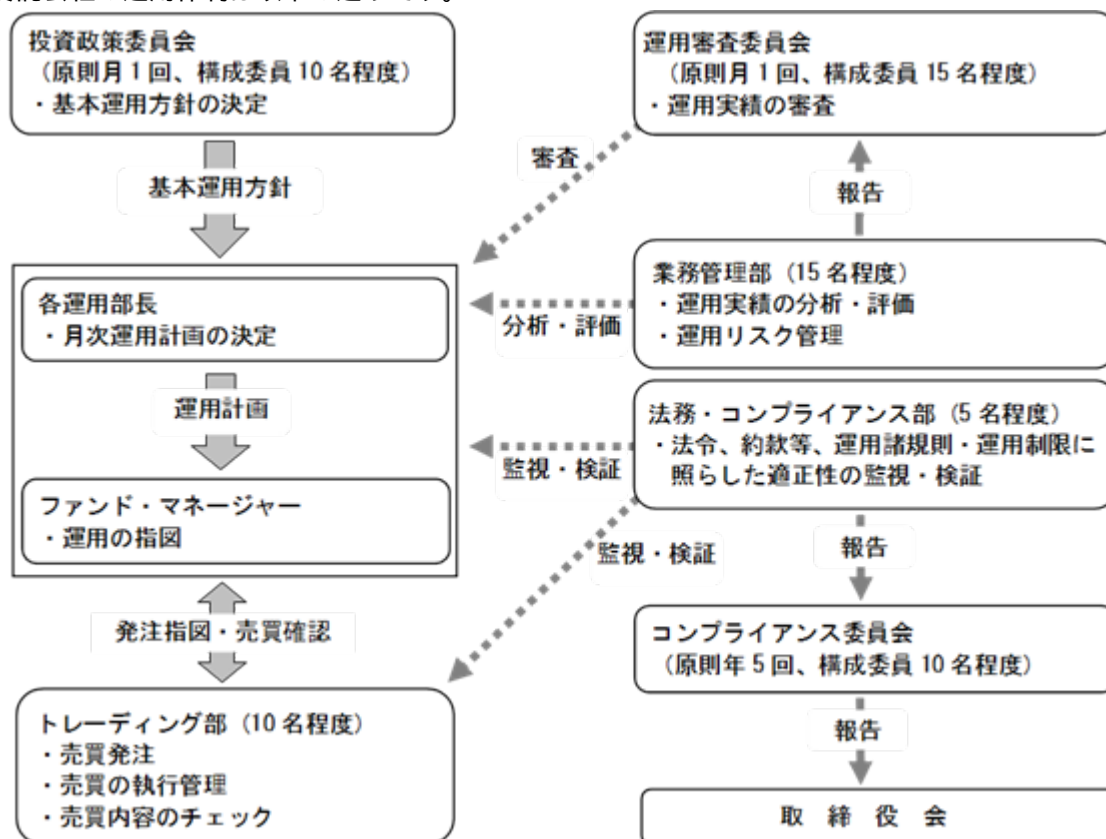 投資政策委員会
（原則月1回、構成委員10名程度）
・基本運用方針の決定
基本運用方針
各運用部長
・月次運用計画の決定
運用計画
ファンド・マネージャー
・運用の指図
発注指図・売買確認
トレーディング部（10名程度）
・売買発注
・売買の執行管理
・売買内容のチェック
運用審査委員会
（原則月1回、構成委員15名程度）
・運用実績の審査
審査
報告
業務管理部（15名程度）
・運用実績の分析・評価
・運用リスク管理
分析・評価
法務・コンプライアンス部（5名程度）
・法令、約款等、運用諸規則・運用制限に
照らした適正性の監視・検証
監視・検証
監視・検証
報告
コンプライアンス委員会
（原則年5回、構成委員10名程度）
報告
取締役会